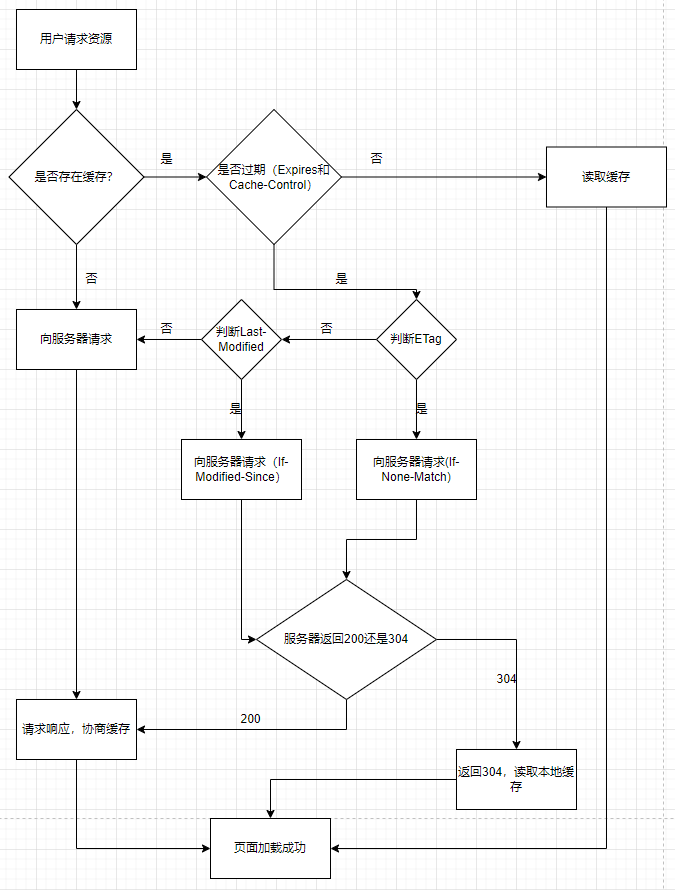 用户请求资源
是否存在缓存?
是
是否过期（Expires和
Cache-Control）
否
读取缓存
否
是
向服务器请求
否
判断Last-
Modified
否
判断ETag
是
是
向服务器请求（If-
Modified-Since）
向服务器请求(If-
None-Match）
服务器返回200还是304
304
200
请求响应，协商缓存
返回304，读取本地缓
存
页面加载成功